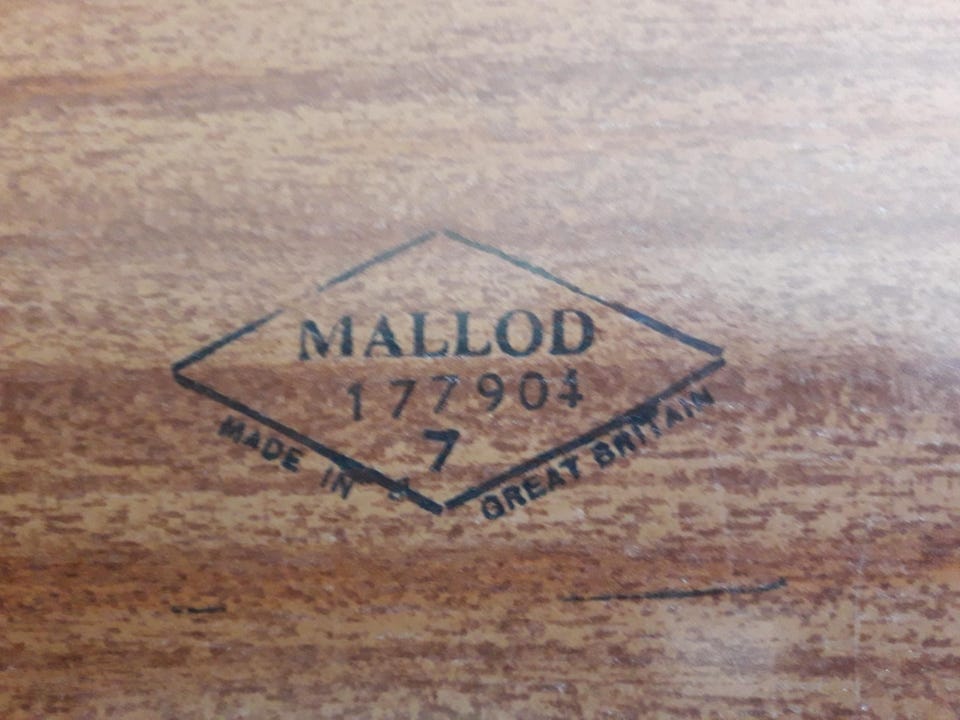 MALLOD
177904
7
MADE IN
GREAT BRITAIN